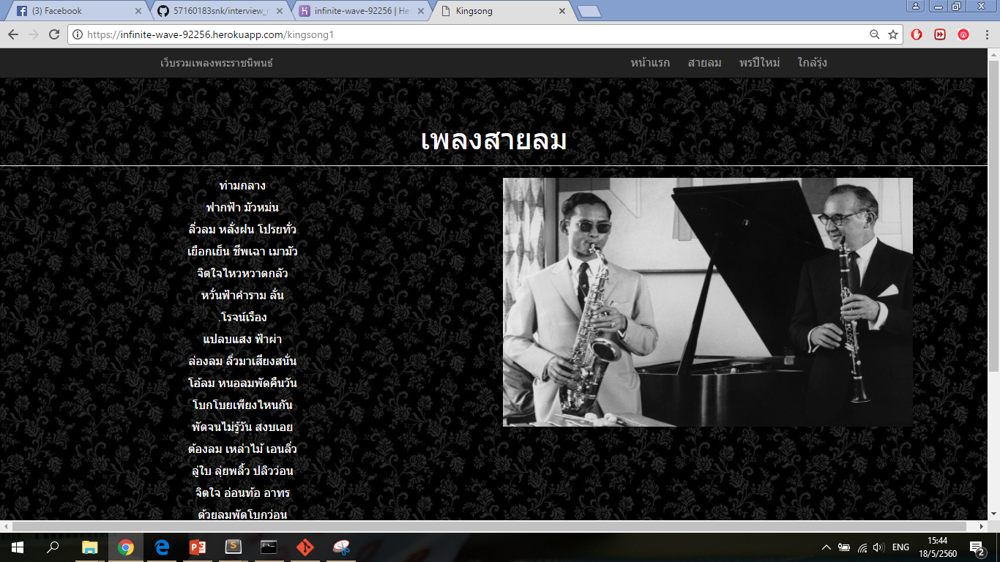 (3) Facebook
57160183snk/interview_r
infinite-wave-92256 | Her
Kingsong
https://infinite-wave-92256.herokuapp.com/kingsong1
เว็บรวมเพลงพระราชนิพนธ์
หน้าแรก สายลม พรปีใหม่ ใกล้รุ่ง
เพลงสายลม
ท่ามกลาง
ฟากฟ้า มัวหม่น
ลิ่วลม หลั่งฝน โปรยทั่ว
เยือกเย็น ชีพเฉา เมามัว
จิตใจไหวหวาดกลัว
หวั่นฟ้าคำราม ลั่น
.โรจน์เรือง
แปลบแสง ฟ้าผ่า
ล่องลม ลิ่วมาเสียงสนั่น
โอ้ลม หนอลมพัดคืนวัน
โบกโบยเพียงไหนกัน
พัดจนไม่รู้วัน สงบเอย
ต้องลม เหล่าไม้ เอนลิ่ว
ลู่ใบ ลุ่ยพลิ้ว ปลิวว่อน
จิตใจ อ่อนท้อ อาทร
ด้วยลมพัดโบกว่อน
ENG
15:44
18/5/2560
2